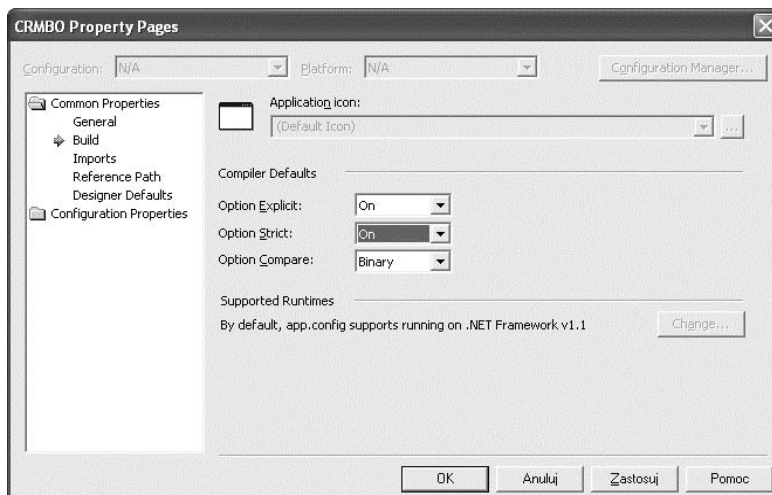 CRMBO Property Pages
Configuration: N/A Platform: N/A Configuration Manager...
Common Properties
General
Build
Imports
Reference Path
Designer Defaults
Configuration Properties
Application icon:
(Default Icon) ...
Compiler Defaults
Option Explicit: On
Option Strict: On
Option Compare: Binary
Supported Runtimes
By default, app.config supports running on .NET Framework v1.1 Change...
OK Anuluj Zastosuj Pomoc